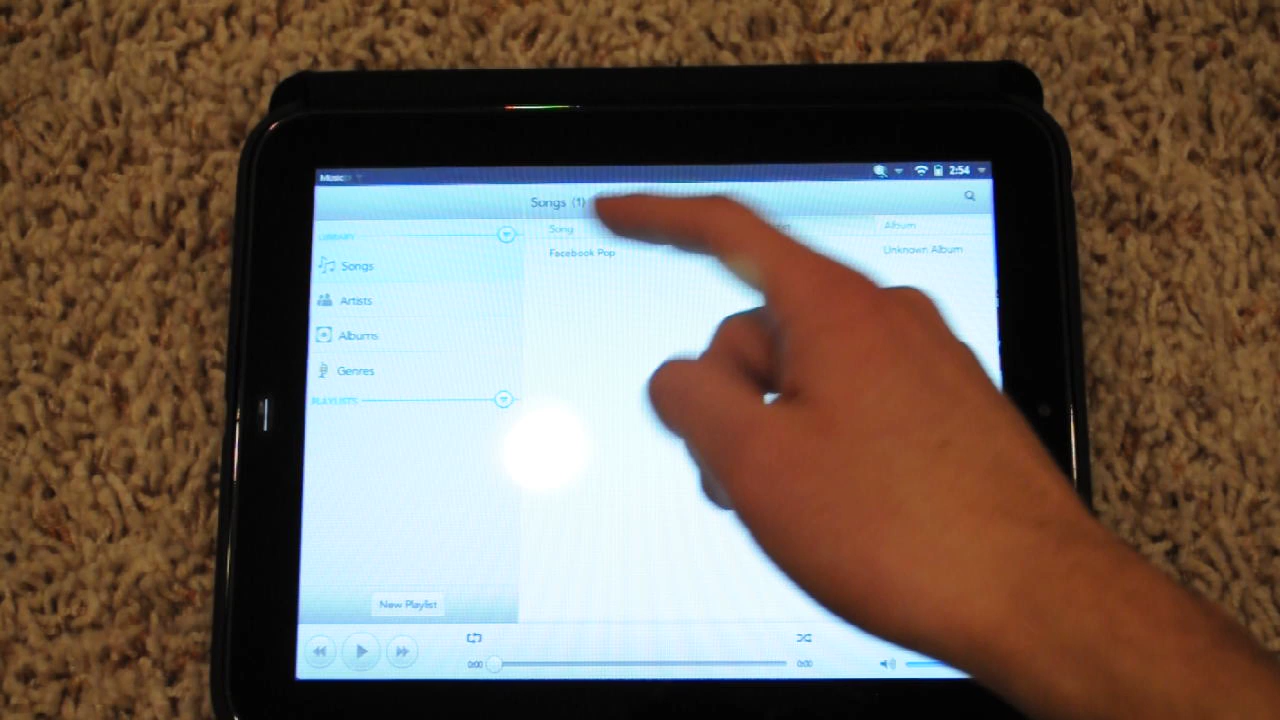 Music
2:54
Songs (1)
LIBRARY
Song
Album
Facebook Pop
Unknown Album
Songs
Artists
Albums
Genres
PLAYLISTS
New Playlist
0:00
0:00